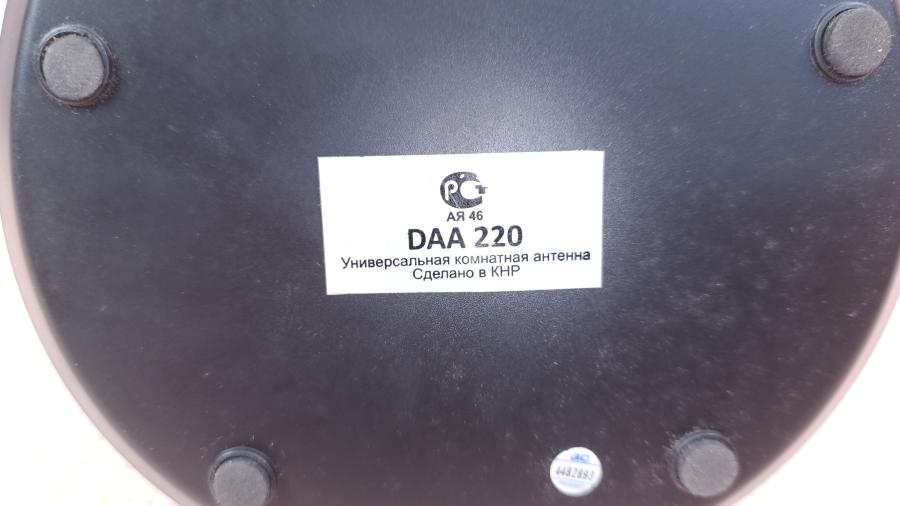 РСТ
АЯ 46
DAA 220
Универсальная комнатная антенна
Сделано в КНР
4482893